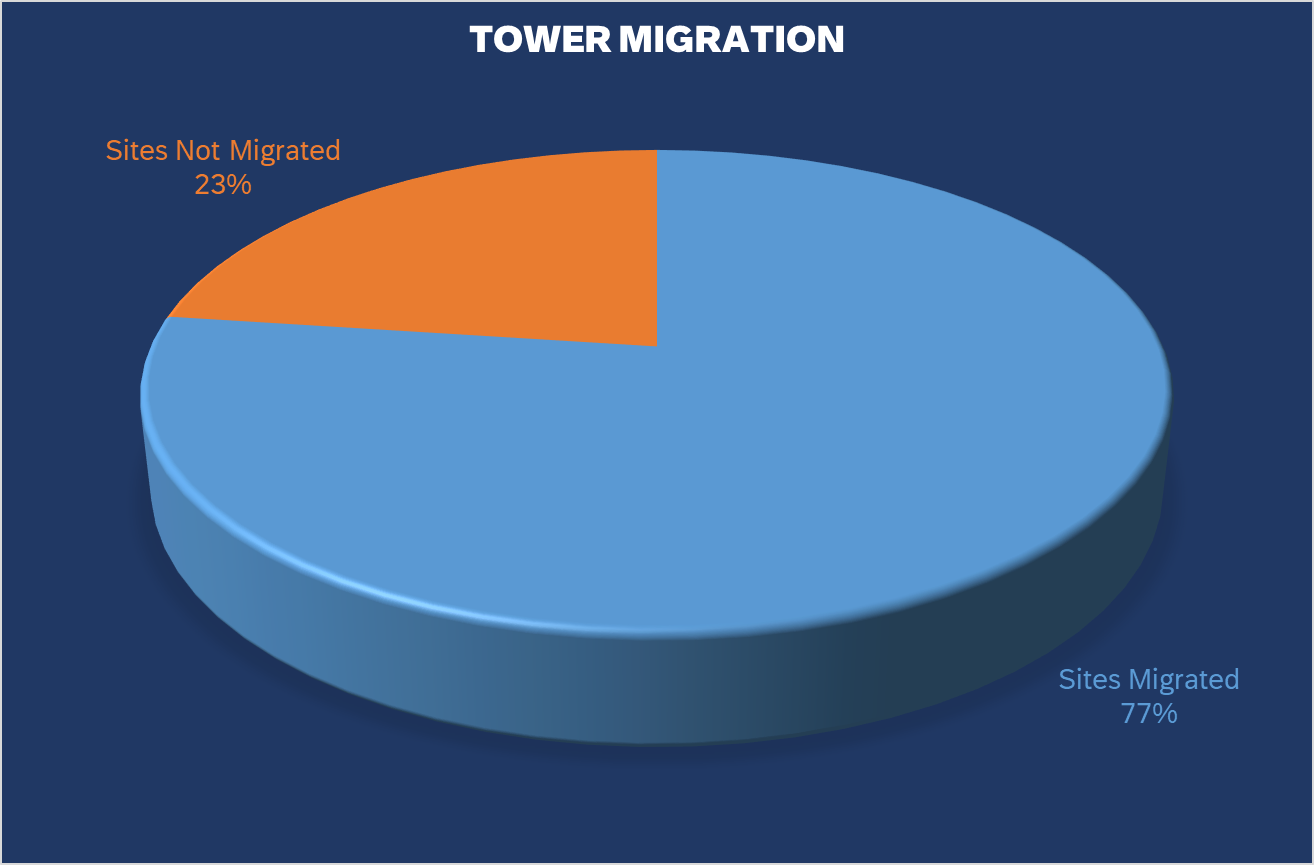 TOWER MIGRATION
Sites Not Migrated
23%
Sites Migrated
77%